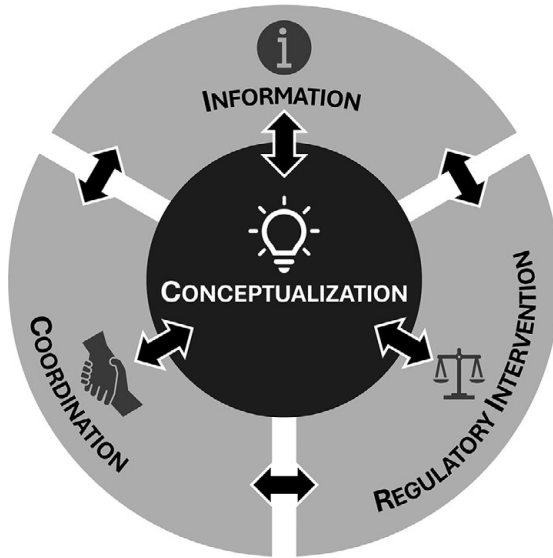 i
INFORMATION
CONCEPTUALIZATION
COORDINATION
REGULATORY INTERVENTION